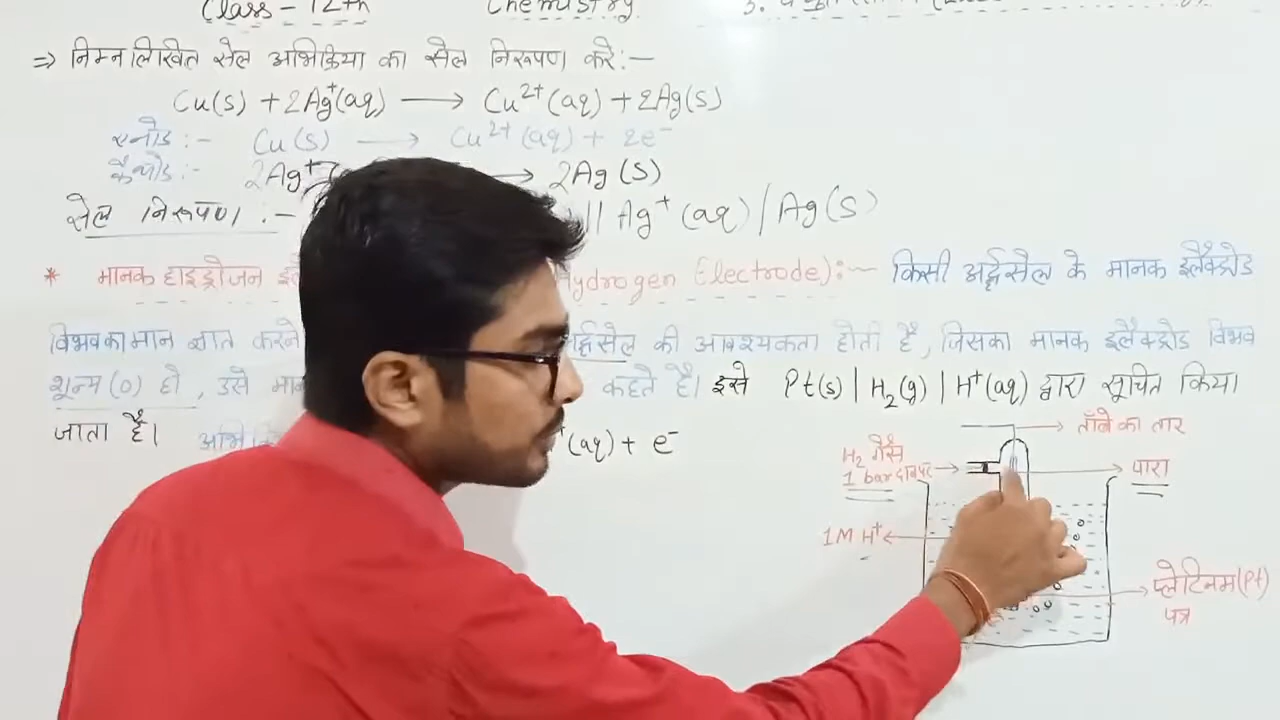 Class - 12th Chemistry 3.
⇒ निम्नलिखित सेल अभिक्रिया का सेल निरूपण करे:-
Cu(s) + 2Ag⁺(aq) ⟶ Cu²⁺(aq) + 2Ag(s)
एनोड:- Cu(s) ⟶ Cu²⁺(aq) + 2e⁻
कैथोड:- 2Ag⁺ ⟶ 2Ag(s)
सेल निरूपण:- || Ag⁺(aq) | Ag(s)
* मानक हाइड्रोजन Hydrogen Electrode):- किसी अर्द्धसेल के मानक इलैक्ट्रोड
विभव का मान ज्ञात करने अर्द्धसेल की आवश्यकता होती है, जिसका मानक इलैक्ट्रोड विभव
शून्य (0) हो, उसे कहते है। इसे Pt(s) | H₂(g) | H⁺(aq) द्वारा सूचित किया
जाता है। ⁺(aq) + e⁻
ताँबे का तार
H₂ गैस
1 bar दाब पर
पारा
1M H⁺
प्लेटिनम(Pt)
पत्र